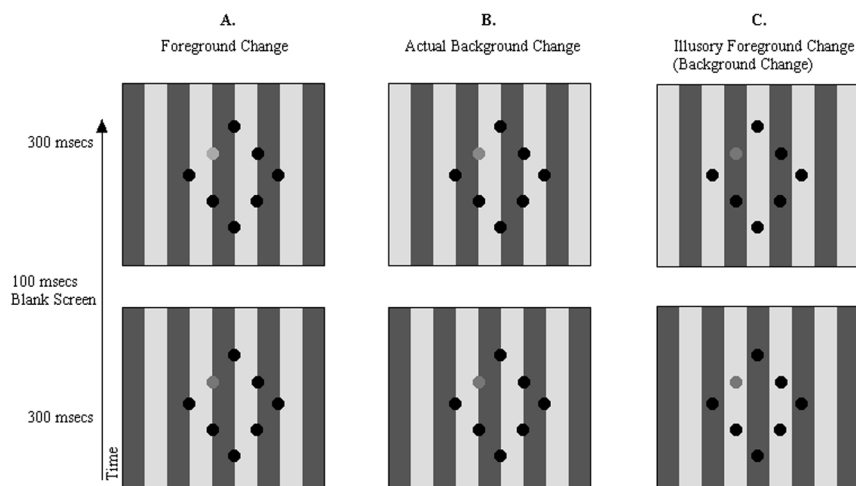 A.
Foreground Change
B.
Actual Background Change
C.
Illusory Foreground Change
(Background Change)
300 msecs
100 msecs
Blank Screen
300 msecs
Time